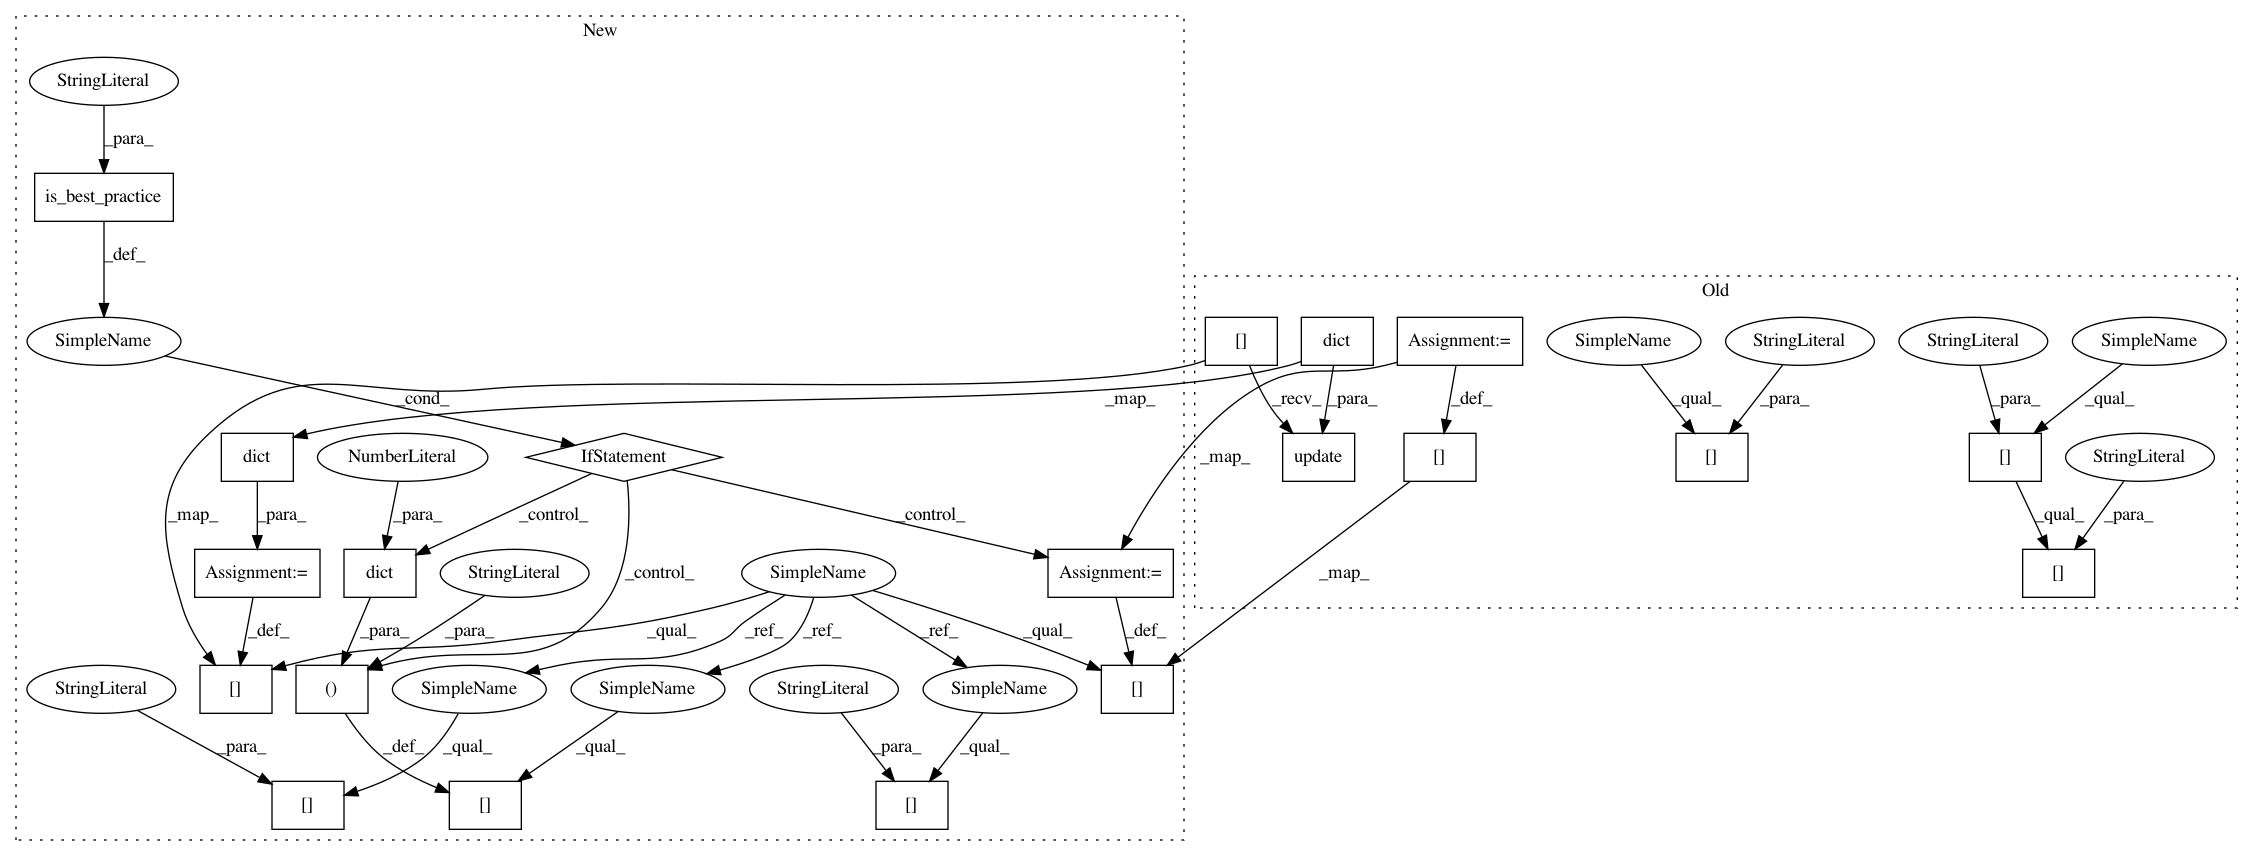 New
StringLiteral
_para_
is_best_practice
_def_
Old
SimpleName
[]
dict
Assignment:=
SimpleName
StringLiteral
StringLiteral
SimpleName
_cond_
_map_
_recv_
_para_
_def_
_qual_
_para_
_para_
_qual_
dict
NumberLiteral
IfStatement
_map_
update
[]
[]
[]
StringLiteral
_map_
_para_
_para_
_control_
_control_
_qual_
_para_
Assignment:=
dict
StringLiteral
_control_
SimpleName
Assignment:=
_map_
[]
_def_
_para_
_para_
_qual_
_ref_
_ref_
_ref_
_qual_
_def_
StringLiteral
[]
()
SimpleName
SimpleName
StringLiteral
SimpleName
[]
_para_
_def_
_qual_
_qual_
_para_
_qual_
[]
[]
[]